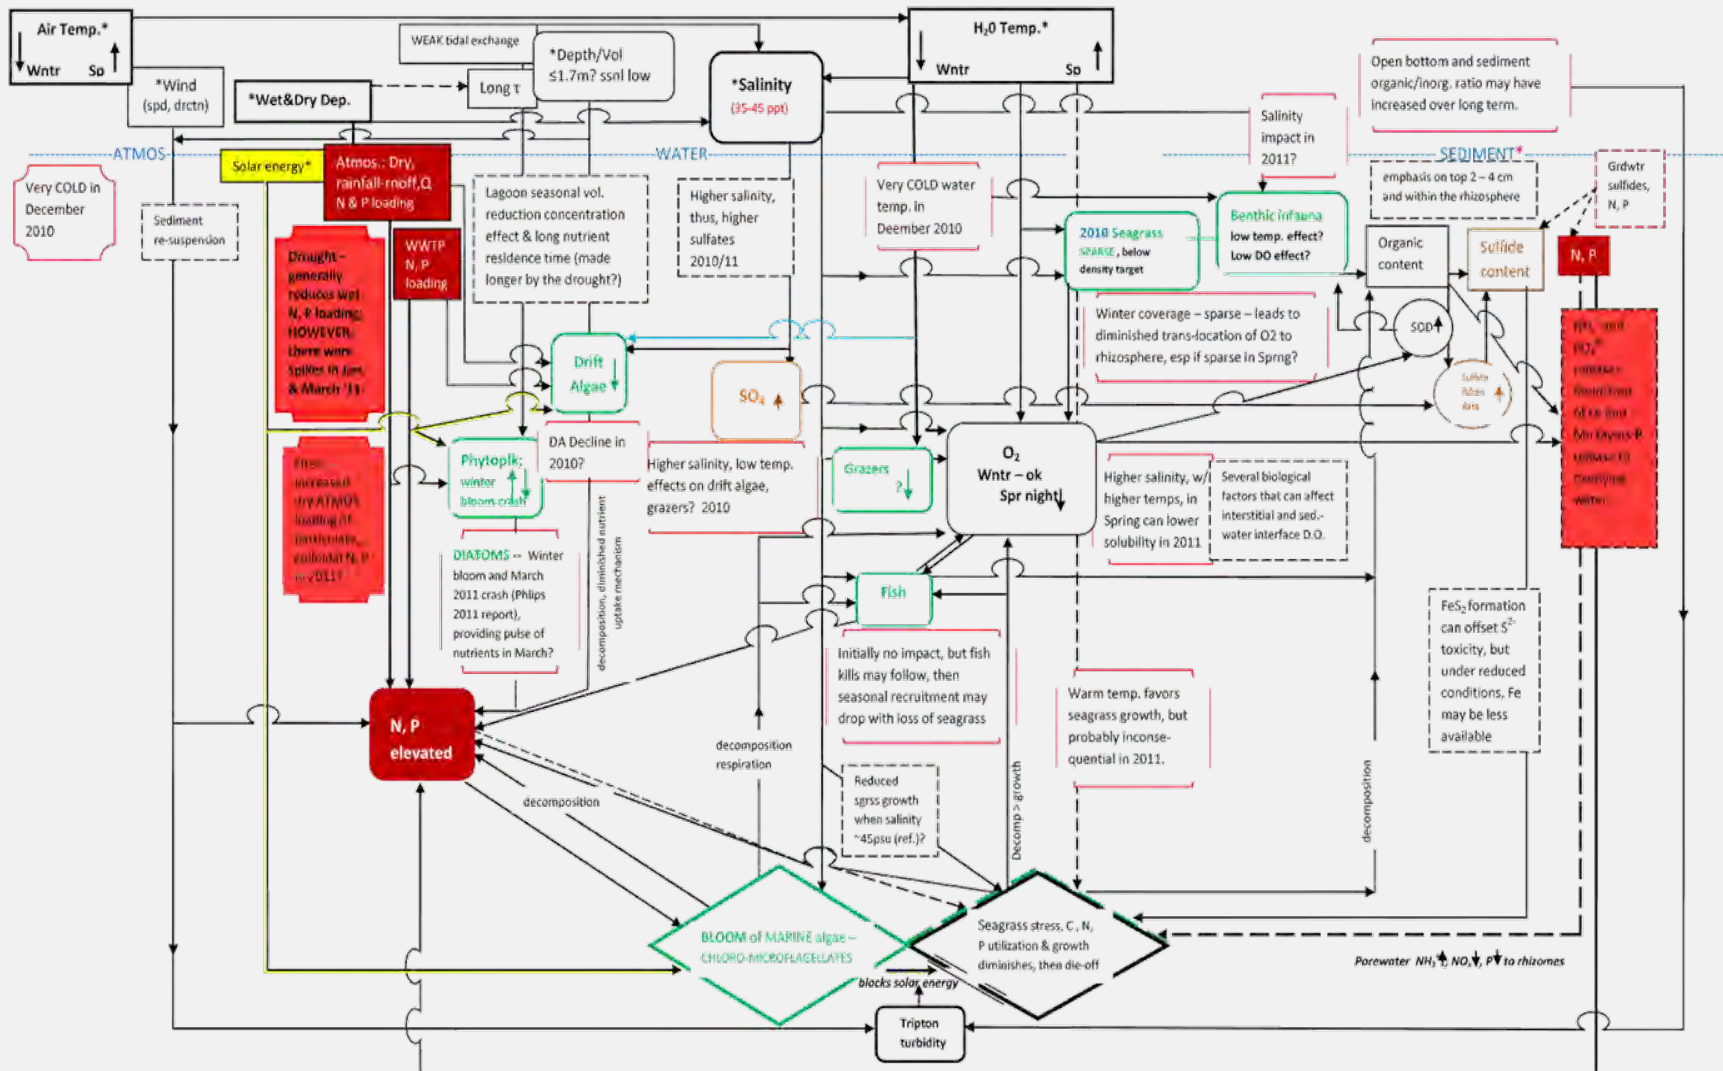 Air Temp.*
Wntr Sp
*Wind
(spd, drctn)
*Wet&Dry Dep.
WEAK tidal exchange
Long τ
*Depth/Vol
≤1.7m? ssnl low
*Salinity
(35-45 ppt)
H₂0 Temp.*
Wntr Sp
Open bottom and sediment
organic/inorg. ratio may have
increased over long term.
Salinity
impact in
2011?
ATMOS
WATER
SEDIMENT*
Very COLD in
December
2010
Sediment
re-suspension
Solar energy*
Atmos.: Dry,
rainfall-rnoff,Q
N & P loading
WWTP
N, P
loading
Drought –
generally
reduces wet
N, P loading;
HOWEVER,
there were
spikes in Jan.
& March '11
increased
dry ATMOS
loading of
particulate,
colloidal N, P
Lagoon seasonal vol.
reduction concentration
effect & long nutrient
residence time (made
longer by the drought?)
Higher salinity,
thus, higher
sulfates
2010/11
Very COLD water
temp. in
Deember 2010
2010 Seagrass
SPARSE, below
density target
Benthic infauna
low temp. effect?
Low DO effect?
emphasis on top 2 – 4 cm
and within the rhizosphere
Grdwtr
sulfides,
N, P
Organic
content
Sulfide
content
N, P
SOD
Sulfate
Winter coverage – sparse – leads to
diminished trans-location of O2 to
rhizosphere, esp if sparse in Sprng?
Drift
Algae
SO₄
Phytoplk;
winter
bloom crash
DA Decline in
2010?
Higher salinity, low temp.
effects on drift algae,
grazers? 2010
Grazers
?
O₂
Wntr – ok
Spr night
Higher salinity, w/
higher temps, in
Spring can lower
solubility in 2011
Several biological
factors that can affect
interstitial and sed.-
water interface D.O.
DIATOMS -- Winter
bloom and March
2011 crash (Phlips
2011 report),
providing pulse of
nutrients in March?
decomposition, diminished nutrient
uptake mechanism
Fish
Initially no impact, but fish
kills may follow, then
seasonal recruitment may
drop with loss of seagrass
Warm temp. favors
seagrass growth, but
probably inconse-
quential in 2011.
FeS₂ formation
can offset S²⁻
toxicity, but
under reduced
conditions, Fe
may be less
available
N, P
elevated
decomposition
decomposition
respiration
Reduced
sgrss growth
when salinity
~45psu (ref.)?
Decomp > growth
decomposition
BLOOM of MARINE algae –
CHLORO-MICROFLAGELLATES
Seagrass stress, C, N,
P utilization & growth
diminishes, then die-off
blocks solar energy
Porewater NH₃, NOₓ, P to rhizomes
Tripton
turbidity